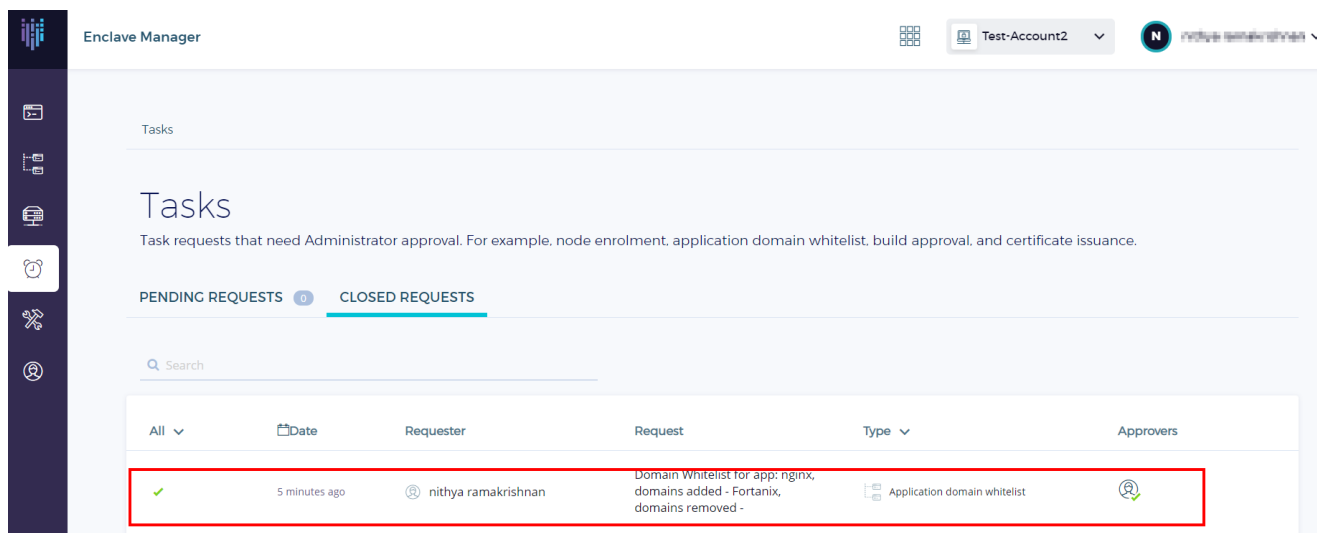 Enclave Manager
Test-Account2
N
Tasks
Tasks
Task requests that need Administrator approval. For example, node enrolment, application domain whitelist, build approval, and certificate issuance.
PENDING REQUESTS 0 CLOSED REQUESTS
Search
All Date Requester Request Type Approvers
5 minutes ago nithya ramakrishnan Domain Whitelist for app: nginx,
domains added - Fortanix,
domains removed -
Application domain whitelist